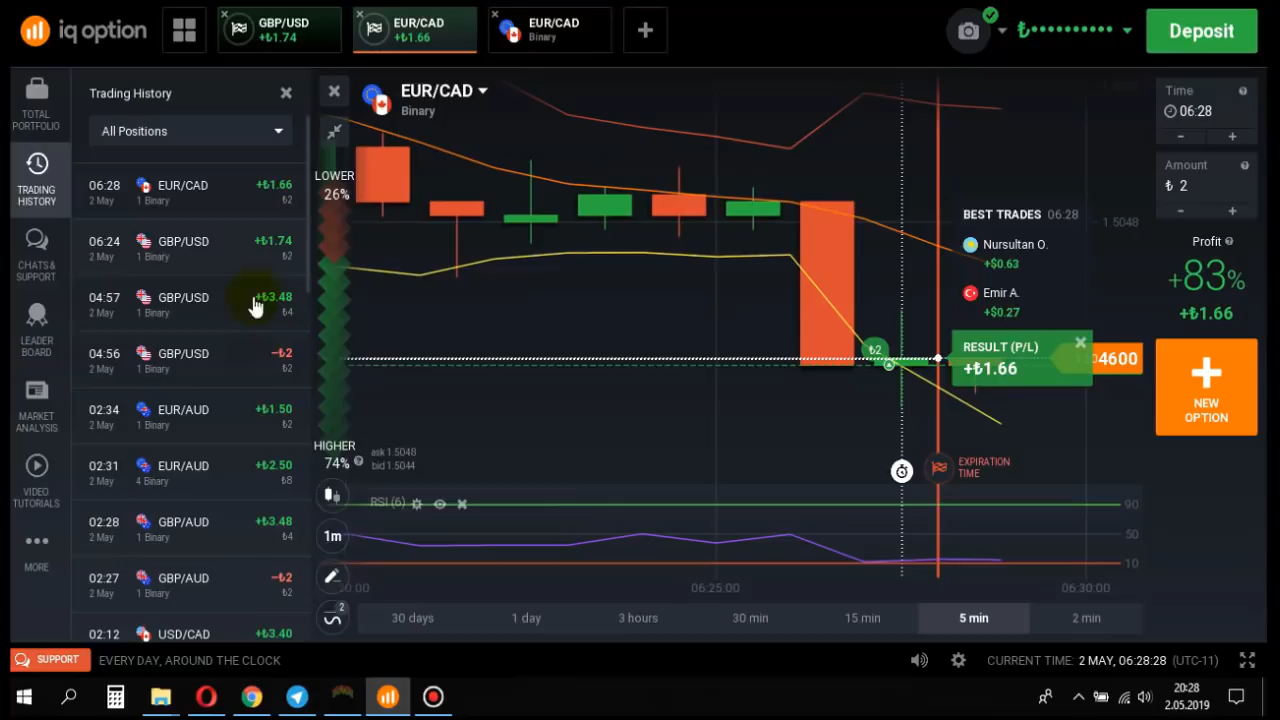 iq option
GBP/USD
+₺1.74
EUR/CAD
+₺1.66
EUR/CAD
Binary
₺••••••••••
Deposit
TOTAL PORTFOLIO
TRADING HISTORY
CHATS & SUPPORT
LEADER BOARD
MARKET ANALYSIS
VIDEO TUTORIALS
MORE
Trading History
All Positions
06:28 EUR/CAD +₺1.66
2 May 1 Binary ₺2
06:24 GBP/USD +₺1.74
2 May 1 Binary ₺2
04:57 GBP/USD +₺3.48
2 May 1 Binary ₺4
04:56 GBP/USD −₺2
2 May 1 Binary ₺2
02:34 EUR/AUD +₺1.50
2 May 1 Binary ₺2
02:31 EUR/AUD +₺2.50
2 May 4 Binary ₺8
02:28 GBP/AUD +₺3.48
2 May 1 Binary ₺4
02:27 GBP/AUD −₺2
2 May 1 Binary ₺2
02:12 USD/CAD +₺3.40
EUR/CAD
Binary
LOWER
26%
HIGHER
74%
ask 1.5048
bid 1.5044
1.5048
BEST TRADES 06:28
Nursultan O.
+$0.63
Emir A.
+$0.27
₺2
RESULT (P/L)
+₺1.66
4600
EXPIRATION
TIME
RSI (6)
90
50
10
1m
2
06:25:00
06:30:00
30 days 1 day 3 hours 30 min 15 min 5 min 2 min
Time
06:28
- +
Amount
₺ 2
- +
Profit
+83%
+₺1.66
NEW
OPTION
SUPPORT
EVERY DAY, AROUND THE CLOCK
CURRENT TIME: 2 MAY, 06:28:28 (UTC-11)
20:28
2.05.2019